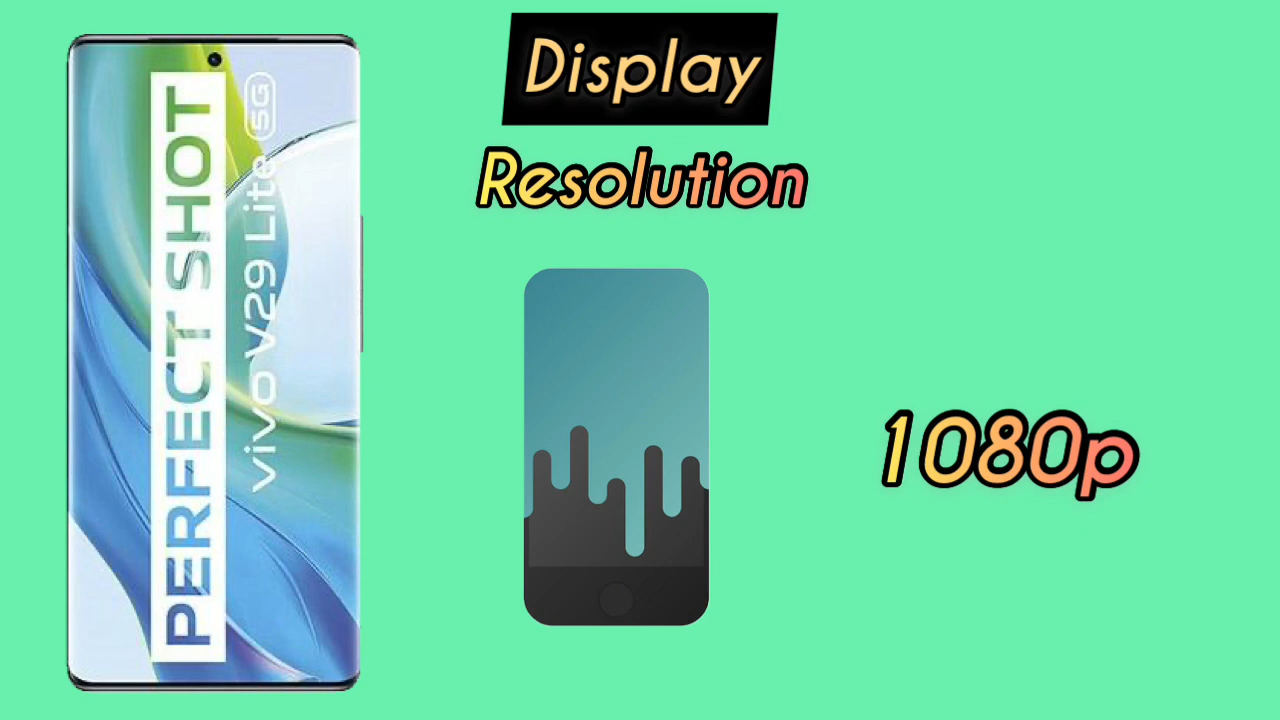 Display
Resolution
PERFECT SHOT
vivo V29 Lite 5G
1080p